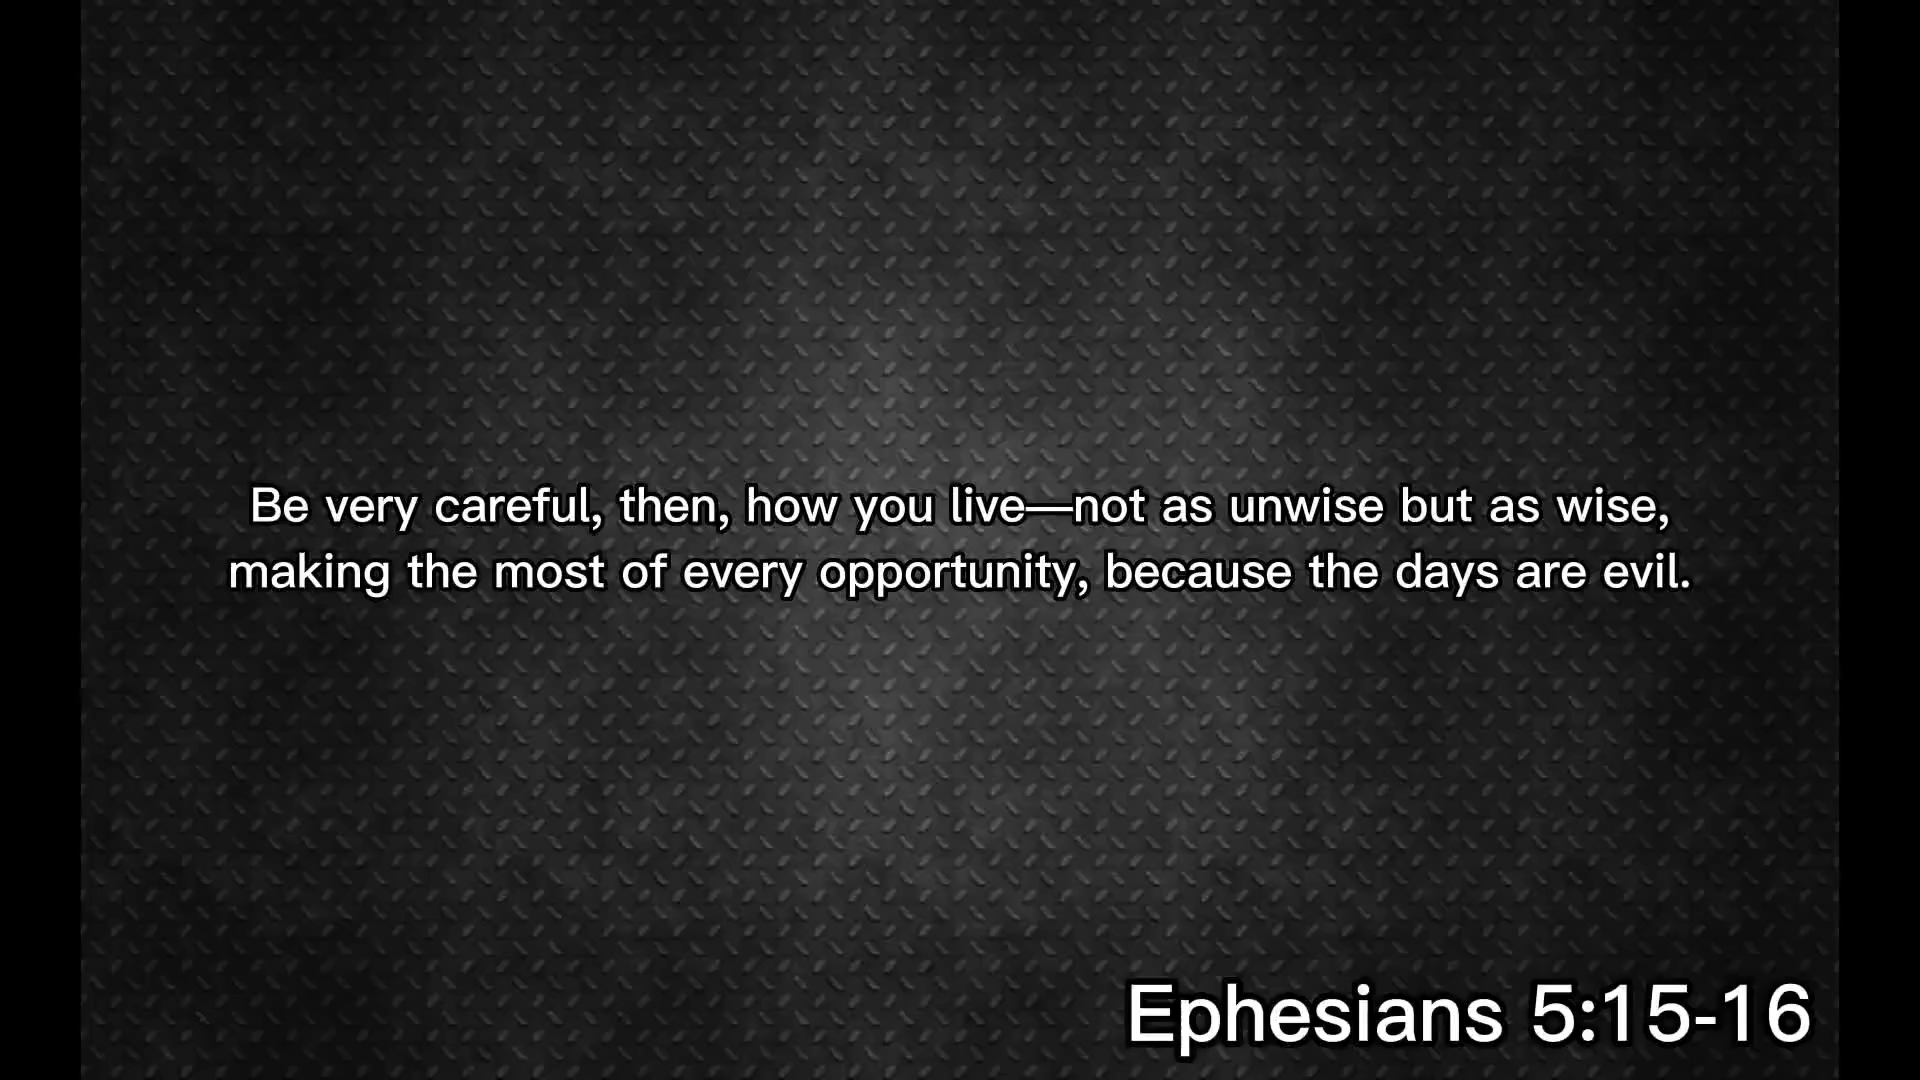 Be very careful, then, how you live—not as unwise but as wise,
making the most of every opportunity, because the days are evil.
Ephesians 5:15-16